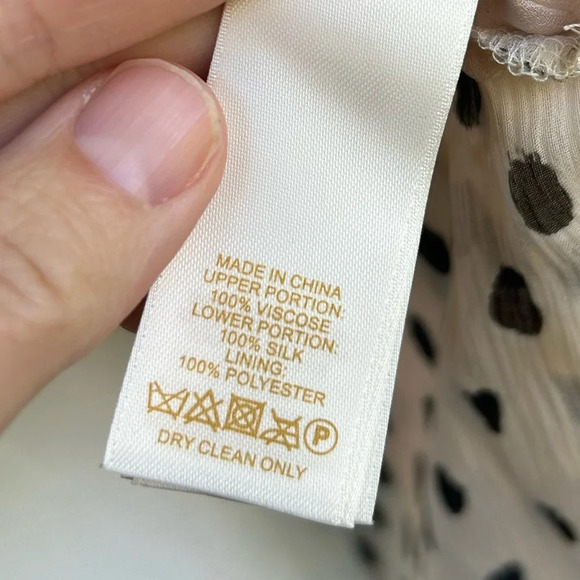 MADE IN CHINA
UPPER PORTION:
100% VISCOSE
LOWER PORTION:
100% SILK
LINING:
100% POLYESTER
P
DRY CLEAN ONLY